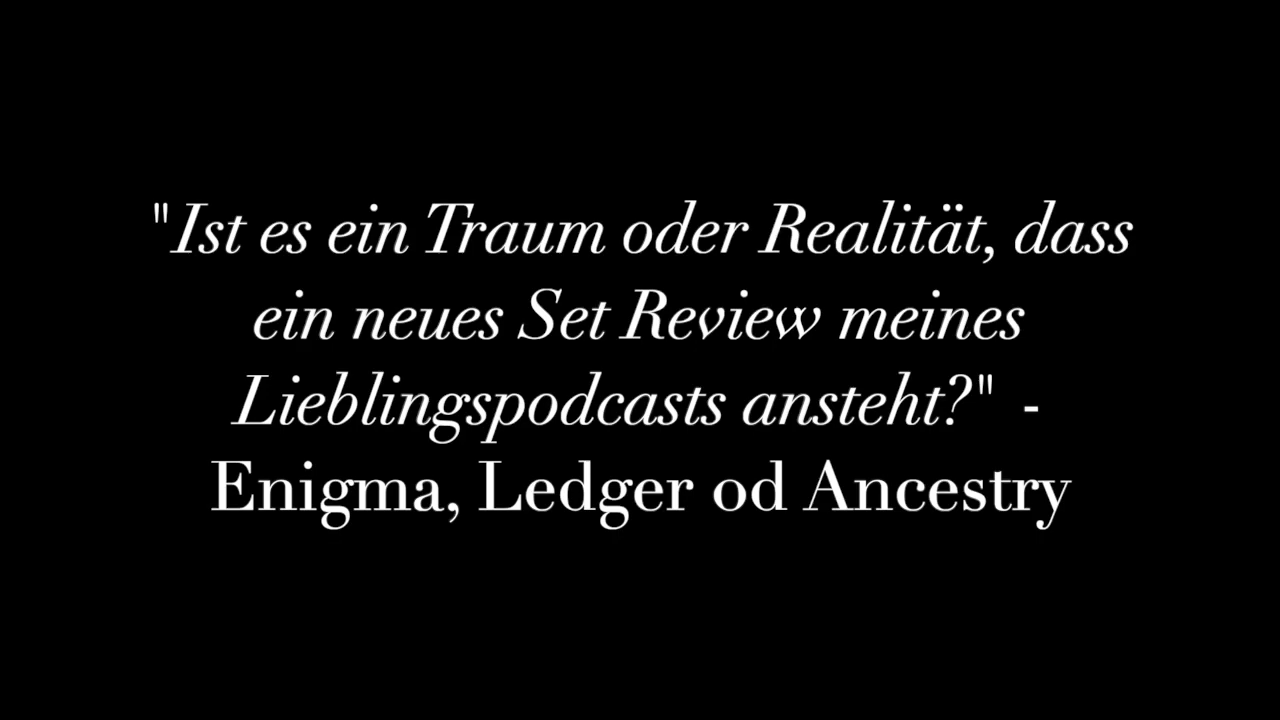 "Ist es ein Traum oder Realität, dass
ein neues Set Review meines
Lieblingspodcasts ansteht?" -
Enigma, Ledger od Ancestry